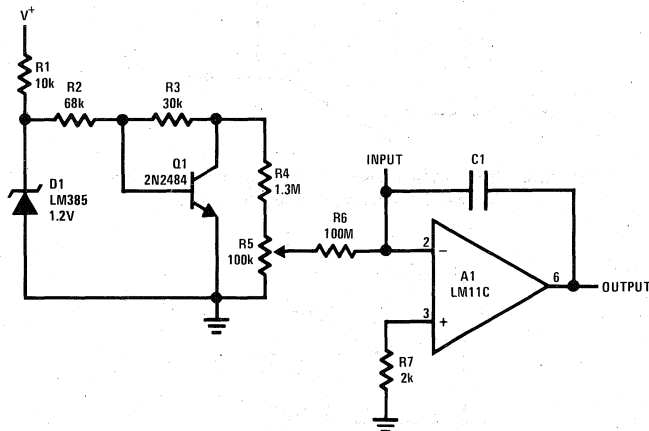 V+
R1
10k
R2
68k
R3
30k
Q1
2N2484
D1
LM385
1.2V
R4
1.3M
R5
100k
R6
100M
INPUT
C1
2
−
A1
LM11C
3
+
6
OUTPUT
R7
2k